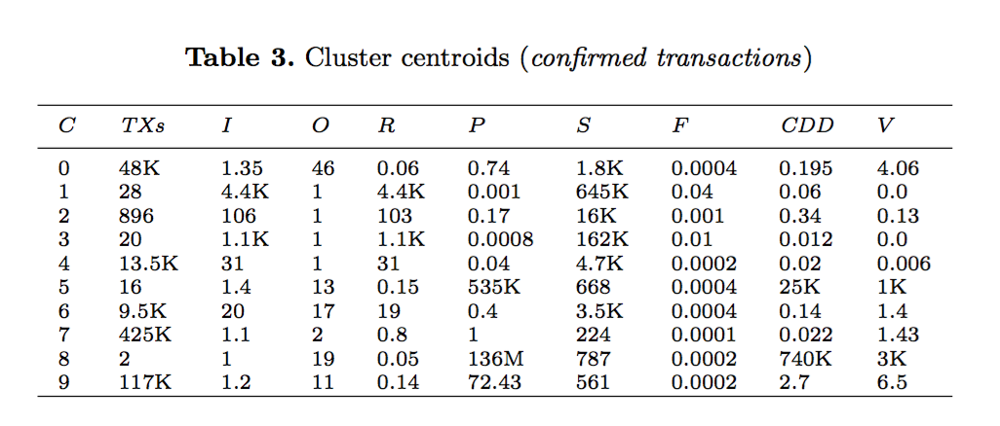 Table 3. Cluster centroids (confirmed transactions)
C TXs I O R P S F CDD V
0 48K 1.35 46 0.06 0.74 1.8K 0.0004 0.195 4.06
1 28 4.4K 1 4.4K 0.001 645K 0.04 0.06 0.0
2 896 106 1 103 0.17 16K 0.001 0.34 0.13
3 20 1.1K 1 1.1K 0.0008 162K 0.01 0.012 0.0
4 13.5K 31 1 31 0.04 4.7K 0.0002 0.02 0.006
5 16 1.4 13 0.15 535K 668 0.0004 25K 1K
6 9.5K 20 17 19 0.4 3.5K 0.0004 0.14 1.4
7 425K 1.1 2 0.8 1 224 0.0001 0.022 1.43
8 2 1 19 0.05 136M 787 0.0002 740K 3K
9 117K 1.2 11 0.14 72.43 561 0.0002 2.7 6.5